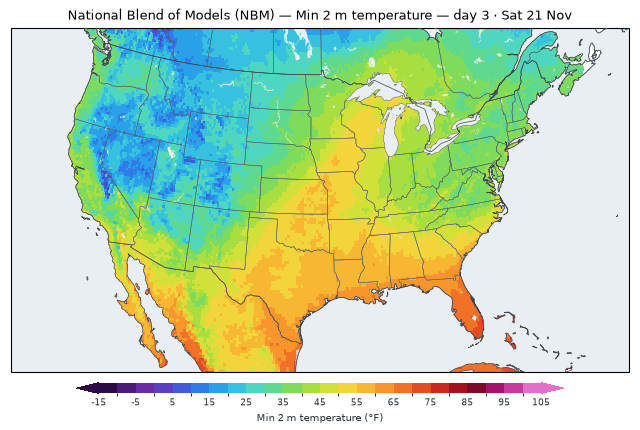 National Blend of Models (NBM) — Min 2 m temperature — day 3 · Sat 21 Nov
-15 -5 5 15 25 35 45 55 65 75 85 95 105
Min 2 m temperature (°F)